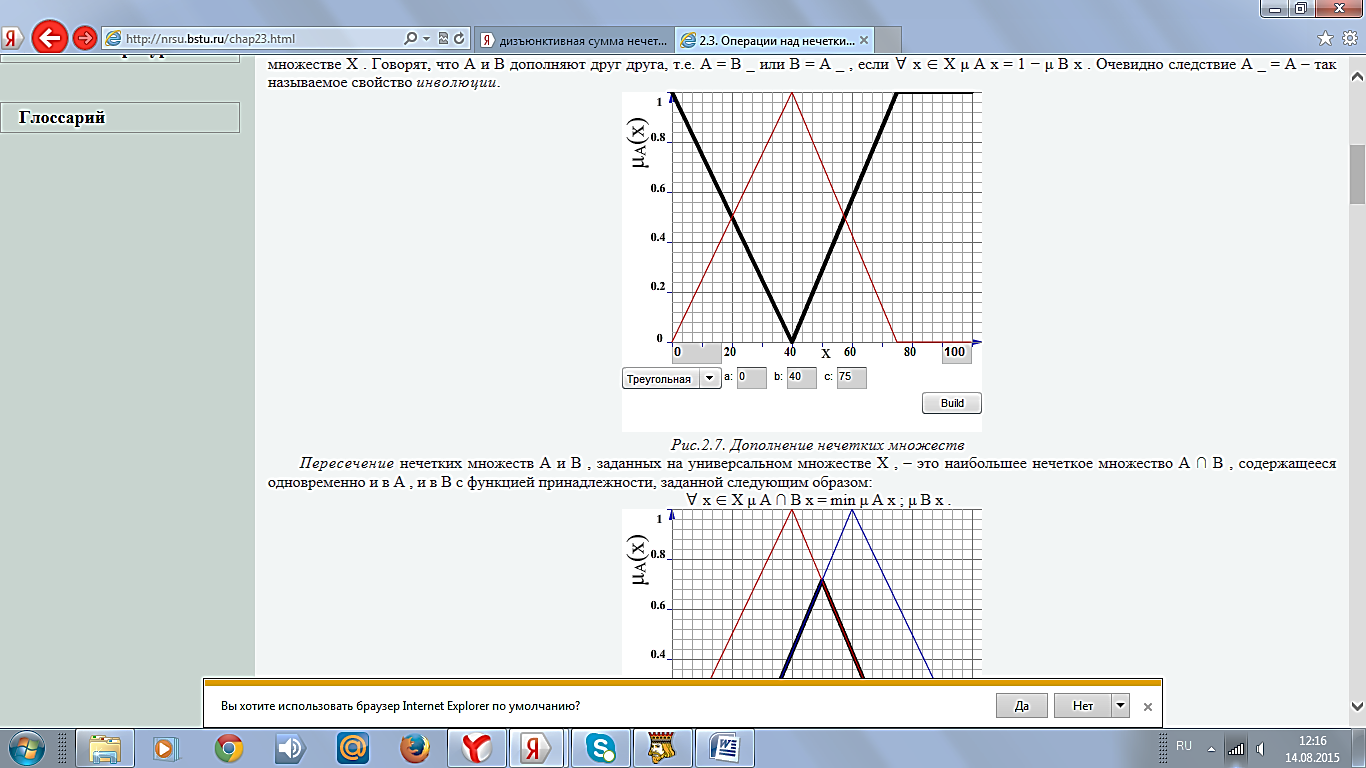 http://nrsu.bstu.ru/chap23.html
дизъюнктивная сумма нечет...
2.3. Операции над нечетки...
множестве X . Говорят, что A и B дополняют друг друга, т.е. A = B _ или B = A _ , если ∀ x ∈ X μ A x = 1 − μ B x . Очевидно следствие A _ = A – так
называемое свойство инволюции.
Глоссарий
1
μA(x)
0.8
0.6
0.4
0.2
0
0 20 40 X 60 80 100
Треугольная a: 0 b: 40 c: 75
Build
Рис.2.7. Дополнение нечетких множеств
Пересечение нечетких множеств A и B , заданных на универсальном множестве X , – это наибольшее нечеткое множество A ∩ B , содержащееся
одновременно и в A , и в B с функцией принадлежности, заданной следующим образом:
∀ x ∈ X μ A ∩ B x = min μ A x ; μ B x .
1
μA(x)
0.8
0.6
0.4
Вы хотите использовать браузер Internet Explorer по умолчанию?
Да
Нет
RU
12:16
14.08.2015